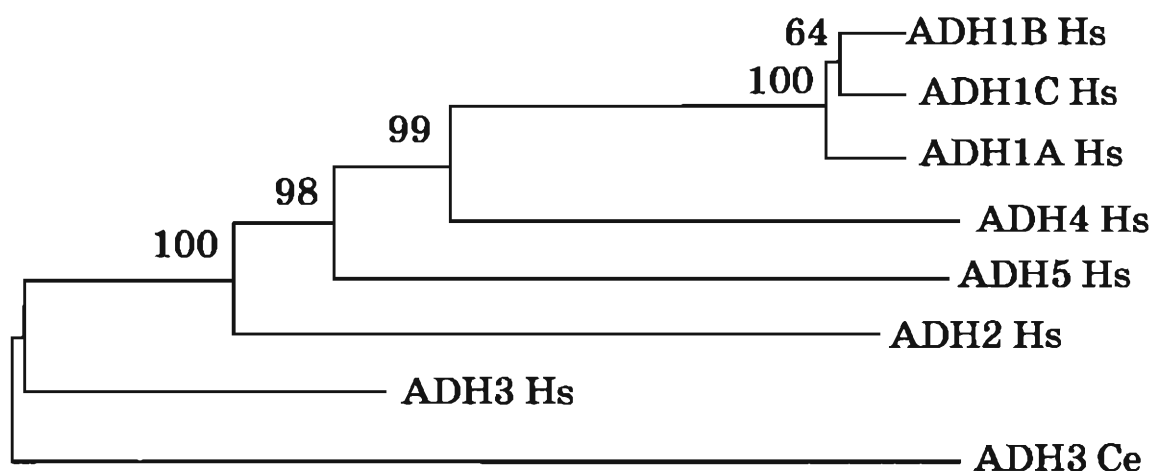 64
ADH1B Hs
100
ADH1C Hs
99
ADH1A Hs
98
ADH4 Hs
100
ADH5 Hs
ADH2 Hs
ADH3 Hs
ADH3 Ce